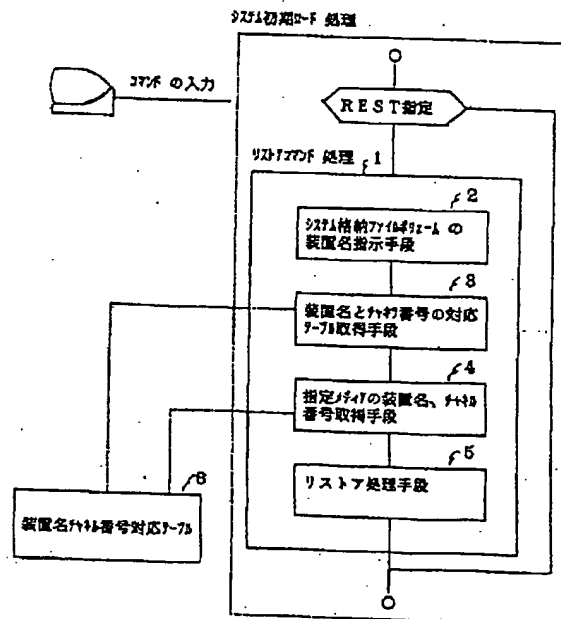 システム初期ロード 処理
コマンド の入力
REST指定
リストアコマンド 処理
1
2
システム格納ファイルボリューム の
装置名指示手段
3
装置名とチャネル番号の対応
テーブル取得手段
4
指定メディアの装置名、チャネル
番号取得手段
5
リストア処理手段
6
装置名チャネル番号対応テーブル